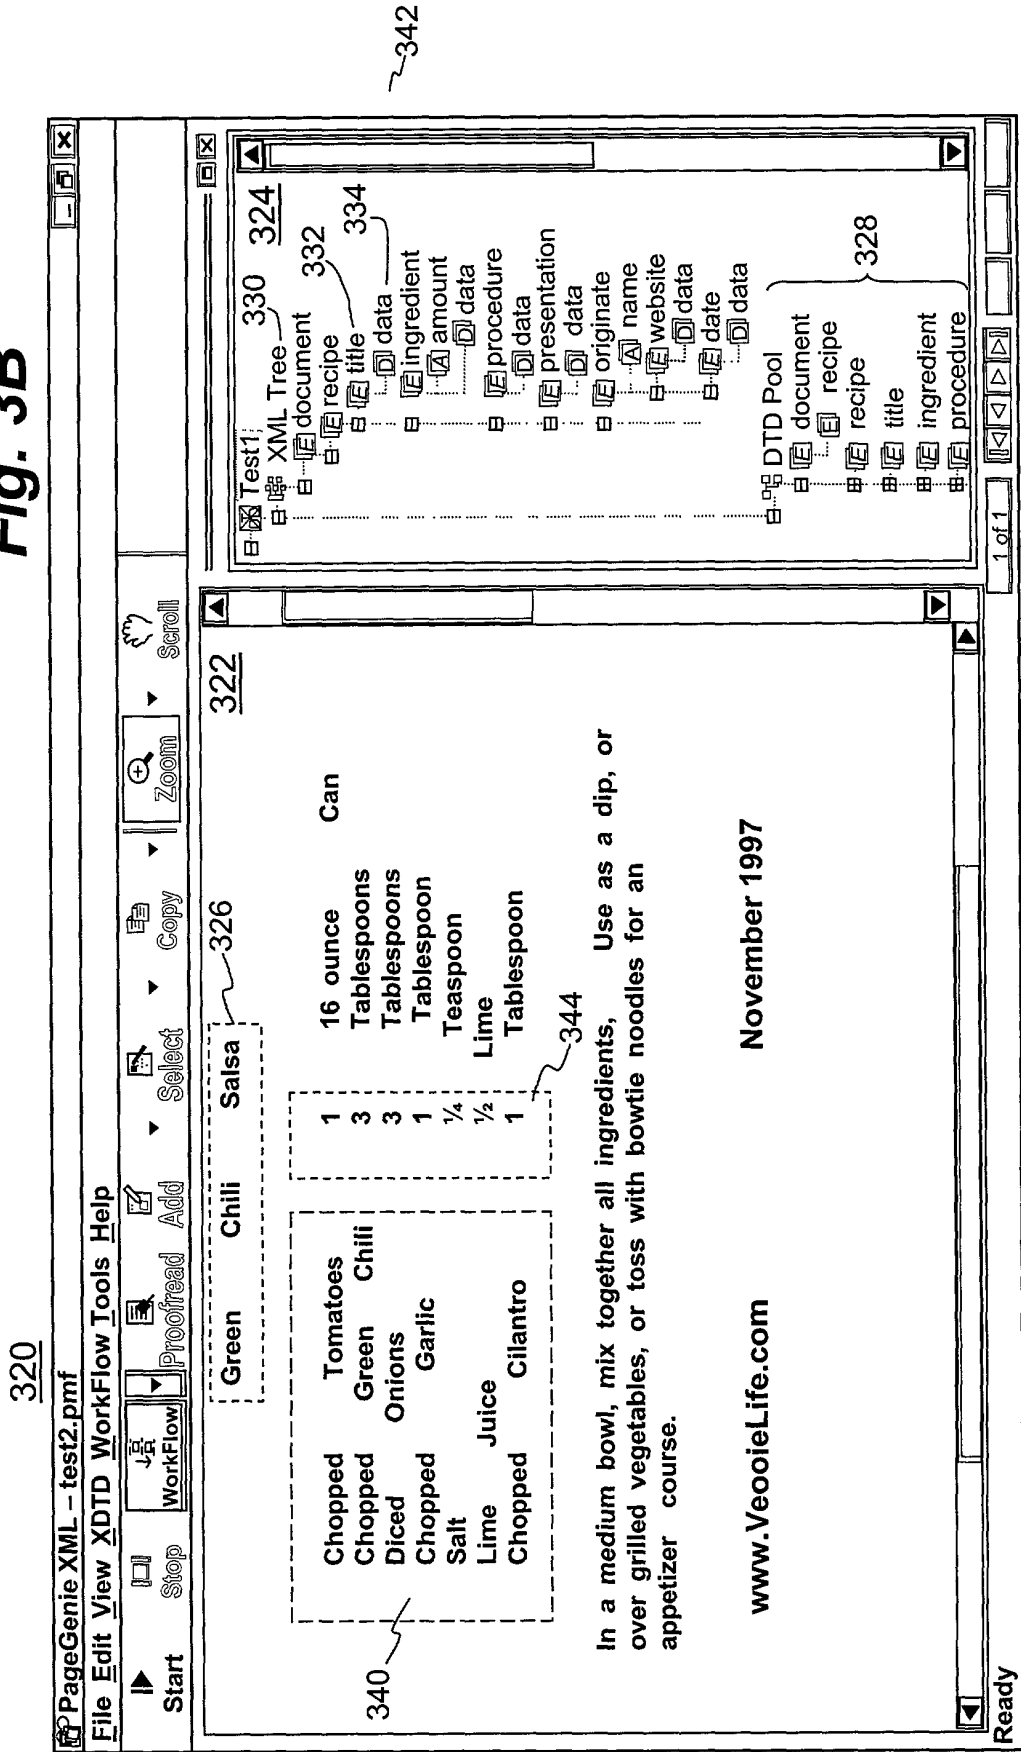 Fig. 3B
320
PageGenie XML – test2.pmf
File Edit View XDTD WorkFlow Tools Help
Start
Stop
WorkFlow
Proofread
Add
Select
Copy
Zoom
Scroll
322
326
Green Chili Salsa
Chopped Tomatoes 1 16 ounce Can
Chopped Green Chili 3 Tablespoons
Diced Onions 3 Tablespoons
Chopped Garlic 1 Tablespoon
Salt ¼ Teaspoon
Lime Juice ½ Lime
Chopped Cilantro 1 Tablespoon
340
344
In a medium bowl, mix together all ingredients, Use as a dip, or
over grilled vegetables, or toss with bowtie noodles for an
appetizer course.
www.VeooieLife.com November 1997
324
Test1
XML Tree
330
E document
E recipe
E title
332
D data
334
E ingredient
A amount
D data
E procedure
D data
E presentation
D data
E originate
A name
E website
D data
E date
D data
DTD Pool
328
E document
E recipe
E recipe
E title
E ingredient
E procedure
342
1 of 1
Ready